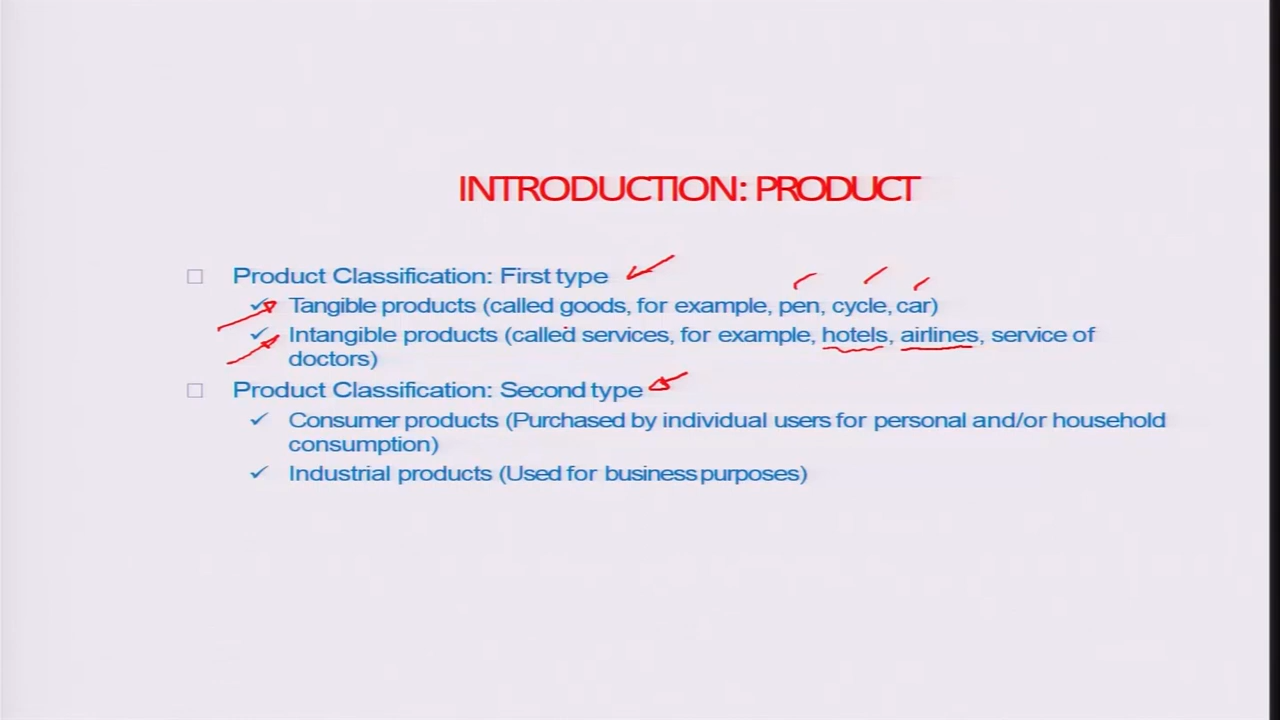 INTRODUCTION: PRODUCT
Product Classification: First type
Tangible products (called goods, for example, pen, cycle, car)
Intangible products (called services, for example, hotels, airlines, service of
doctors)
Product Classification: Second type
Consumer products (Purchased by individual users for personal and/or household
consumption)
Industrial products (Used for business purposes)